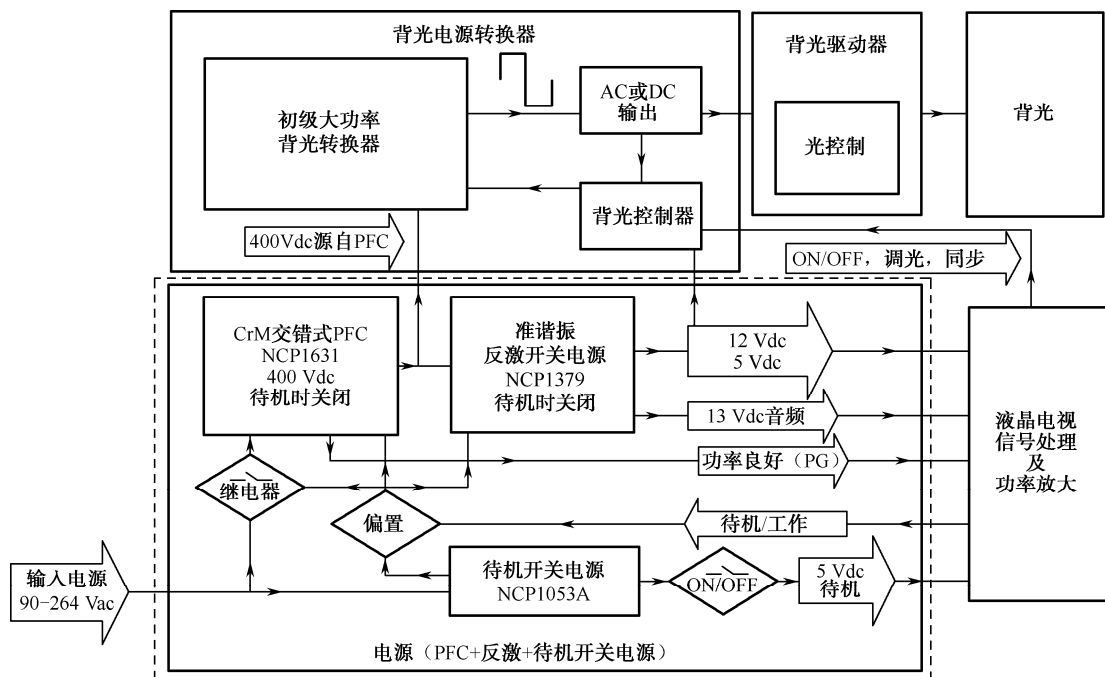 背光电源转换器
初级大功率
背光转换器
AC或DC
输出
背光控制器
背光驱动器
光控制
背光
400Vdc源自PFC
ON/OFF，调光，同步
CrM交错式PFC
NCP1631
400 Vdc
待机时关闭
准谐振
反激开关电源
NCP1379
待机时关闭
12 Vdc
5 Vdc
13 Vdc音频
功率良好（PG）
液晶电视
信号处理
及
功率放大
继电器
偏置
待机/工作
输入电源
90-264 Vac
待机开关电源
NCP1053A
ON/OFF
5 Vdc
待机
电源（PFC+反激+待机开关电源）